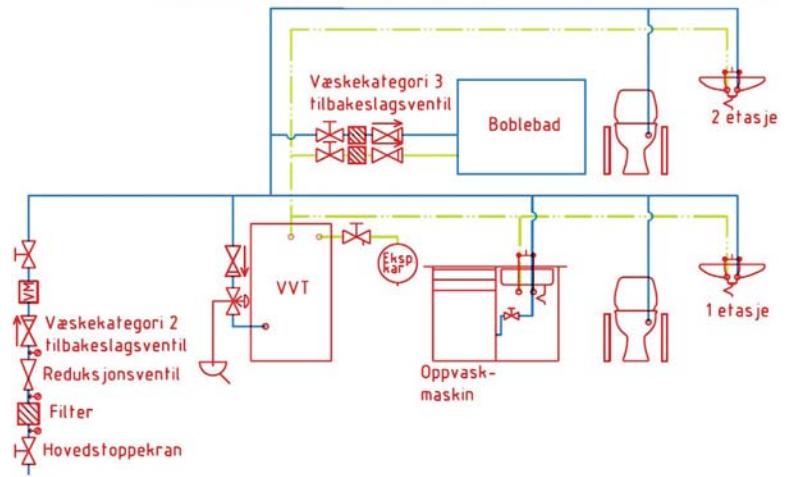 Væskekategori 3
tilbakeslagsventil
Boblebad
2 etasje
VVT
Eksp
kar
VM
Væskekategori 2
tilbakeslagsventil
Reduksjonsventil
Filter
Hovedstoppekran
Oppvask-
maskin
1 etasje